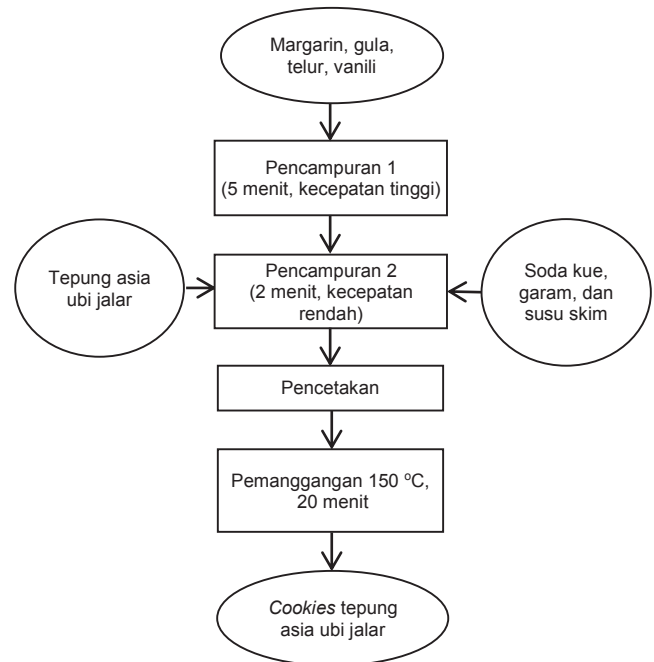 Margarin, gula,
telur, vanili
Pencampuran 1
(5 menit, kecepatan tinggi)
Tepung asia
ubi jalar
Pencampuran 2
(2 menit, kecepatan
rendah)
Soda kue,
garam, dan
susu skim
Pencetakan
Pemanggangan 150 °C,
20 menit
Cookies tepung
asia ubi jalar